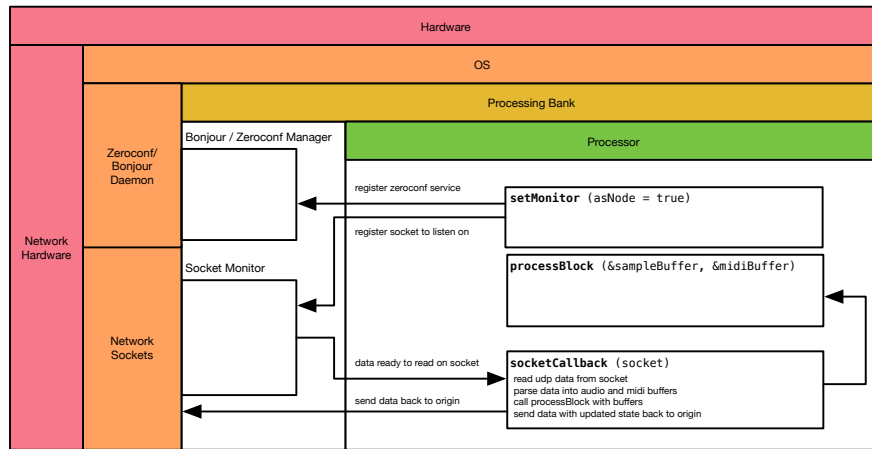 Hardware
OS
Processing Bank
Bonjour / Zeroconf Manager
Processor
Zeroconf/
Bonjour
Daemon
register zeroconf service
setMonitor (asNode = true)
register socket to listen on
Network
Hardware
Socket Monitor
processBlock (&sampleBuffer, &midiBuffer)
Network
Sockets
data ready to read on socket
socketCallback (socket)
read udp data from socket
parse data into audio and midi buffers
call processBlock with buffers
send data with updated state back to origin
send data back to origin